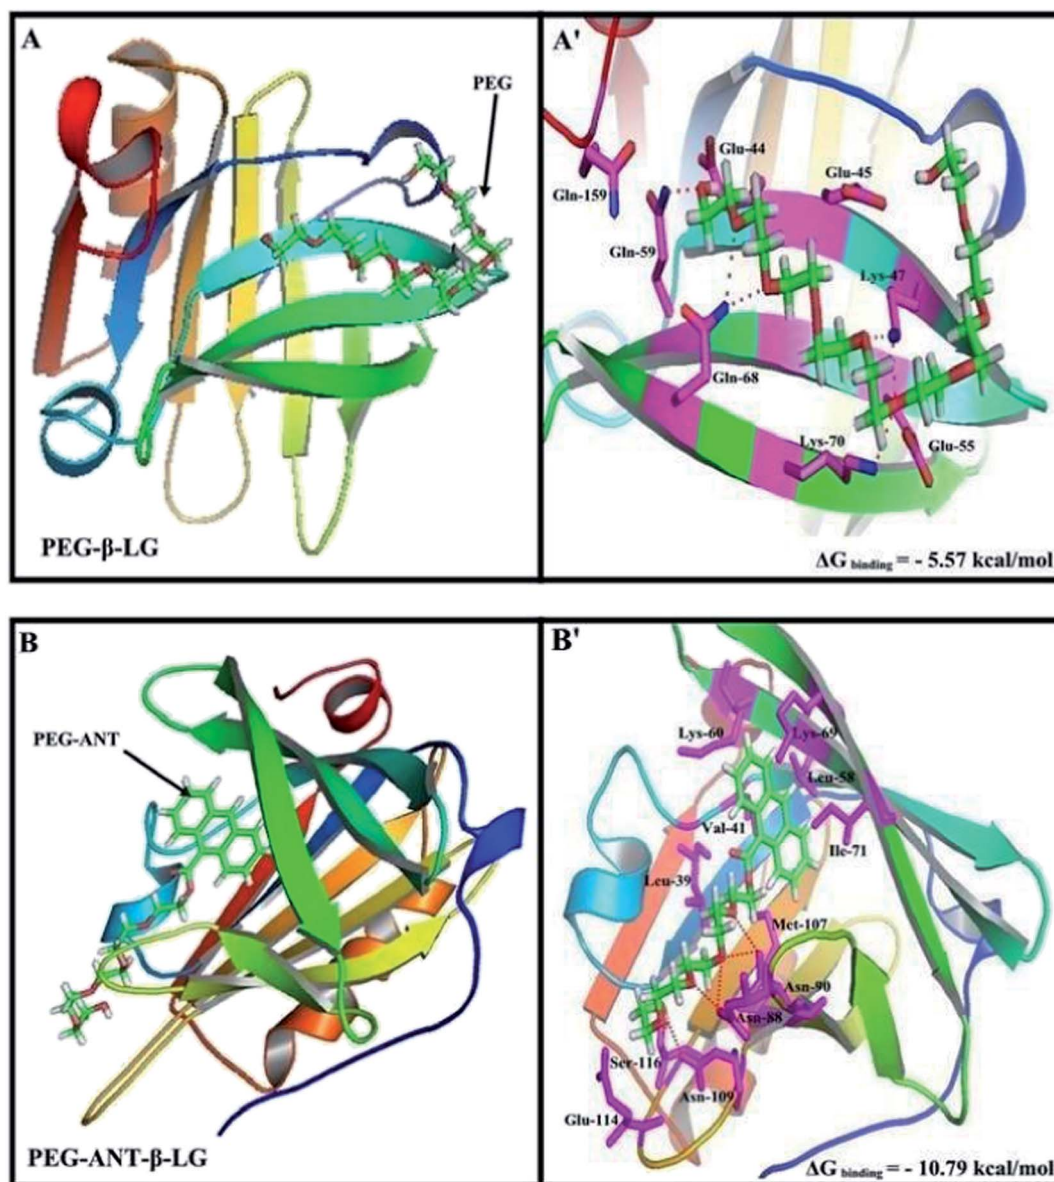 A
PEG
PEG-β-LG
A'
Glu-44
Glu-45
Gln-159
Gln-59
Lys-47
Gln-68
Lys-70
Glu-55
ΔG binding = - 5.57 kcal/mol
B
PEG-ANT
PEG-ANT-β-LG
B'
Lys-60
Lys-69
Leu-58
Val-41
Ile-71
Leu-39
Met-107
Asn-90
Asn-88
Ser-116
Asn-109
Glu-114
ΔG binding = - 10.79 kcal/mol